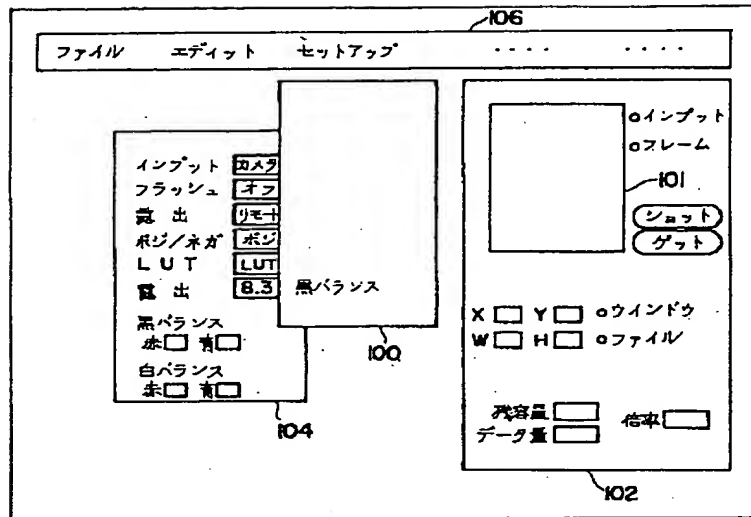 106
ファイル エディット セットアップ ・・・・ ・・・・
インプット カメラ
フラッシュ オフ
露出 リモート
ポジ/ネガ ポジ
LUT LUT
露出 8.3
黒バランス
赤 青
白バランス
赤 青
104
黒バランス
100
インプット
フレーム
101
ショット
ゲット
X Y ウインドウ
W H ファイル
残容量
データ量
倍率
102